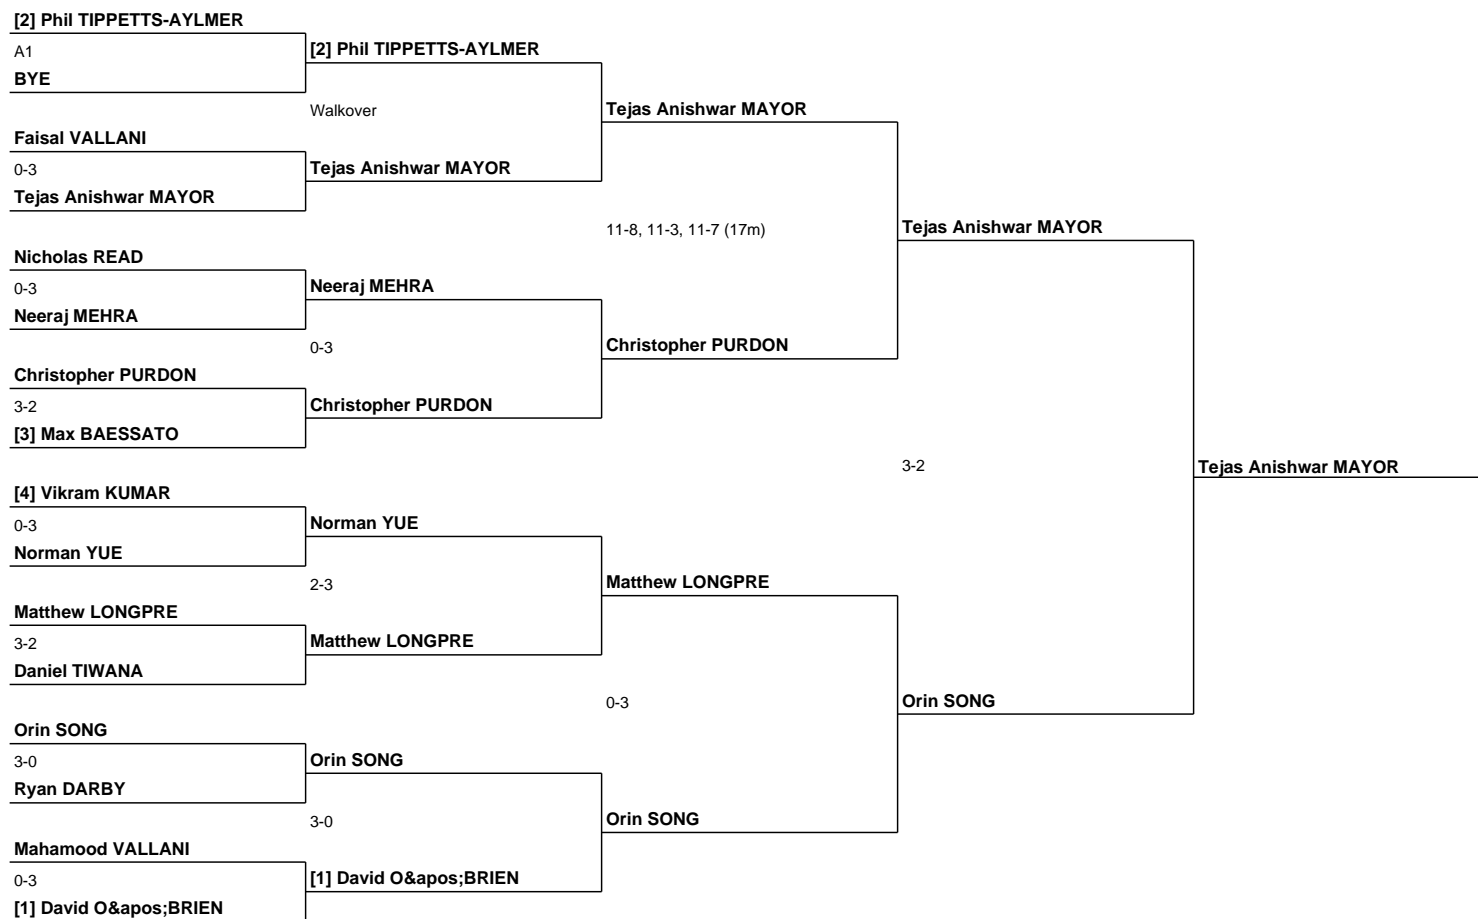 [2] Phil TIPPETTS-AYLMER
A1
BYE
[2] Phil TIPPETTS-AYLMER
Walkover
Tejas Anishwar MAYOR
Faisal VALLANI
0-3
Tejas Anishwar MAYOR
Tejas Anishwar MAYOR
11-8, 11-3, 11-7 (17m)
Tejas Anishwar MAYOR
Nicholas READ
0-3
Neeraj MEHRA
Neeraj MEHRA
0-3
Christopher PURDON
Christopher PURDON
3-2
[3] Max BAESSATO
Christopher PURDON
3-2
Tejas Anishwar MAYOR
[4] Vikram KUMAR
0-3
Norman YUE
Norman YUE
2-3
Matthew LONGPRE
Matthew LONGPRE
3-2
Daniel TIWANA
Matthew LONGPRE
0-3
Orin SONG
Orin SONG
3-0
Ryan DARBY
Orin SONG
3-0
Orin SONG
Mahamood VALLANI
0-3
[1] David O&apos;BRIEN
[1] David O&apos;BRIEN